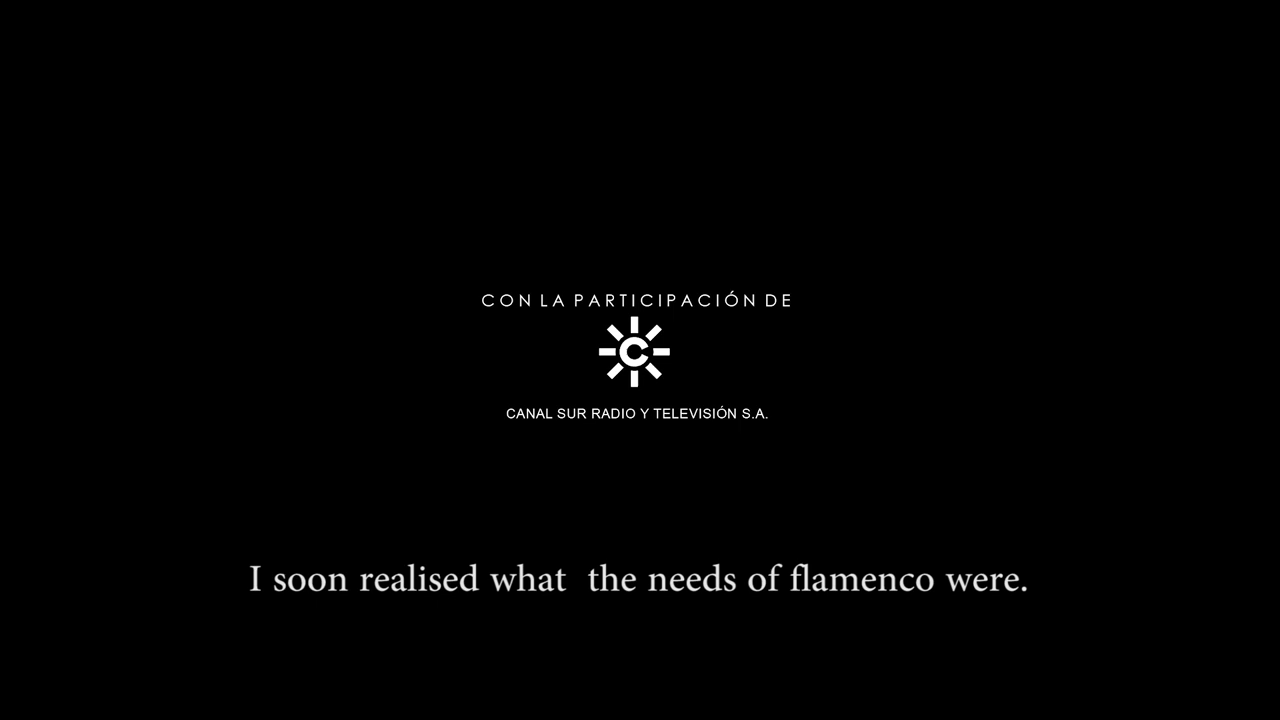 CON LA PARTICIPACIÓN DE
C
CANAL SUR RADIO Y TELEVISIÓN S.A.
I soon realised what  the needs of flamenco were.